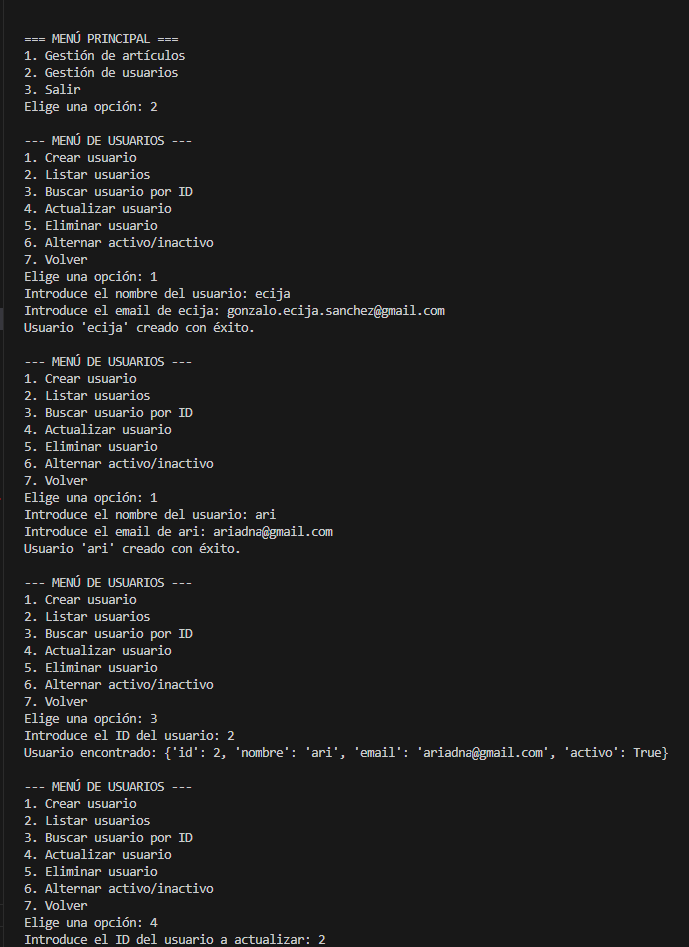 === MENÚ PRINCIPAL ===
1. Gestión de artículos
2. Gestión de usuarios
3. Salir
Elige una opción: 2
--- MENÚ DE USUARIOS ---
1. Crear usuario
2. Listar usuarios
3. Buscar usuario por ID
4. Actualizar usuario
5. Eliminar usuario
6. Alternar activo/inactivo
7. Volver
Elige una opción: 1
Introduce el nombre del usuario: ecija
Introduce el email de ecija: gonzalo.ecija.sanchez@gmail.com
Usuario 'ecija' creado con éxito.
--- MENÚ DE USUARIOS ---
1. Crear usuario
2. Listar usuarios
3. Buscar usuario por ID
4. Actualizar usuario
5. Eliminar usuario
6. Alternar activo/inactivo
7. Volver
Elige una opción: 1
Introduce el nombre del usuario: ari
Introduce el email de ari: ariadna@gmail.com
Usuario 'ari' creado con éxito.
--- MENÚ DE USUARIOS ---
1. Crear usuario
2. Listar usuarios
3. Buscar usuario por ID
4. Actualizar usuario
5. Eliminar usuario
6. Alternar activo/inactivo
7. Volver
Elige una opción: 3
Introduce el ID del usuario: 2
Usuario encontrado: {'id': 2, 'nombre': 'ari', 'email': 'ariadna@gmail.com', 'activo': True}
--- MENÚ DE USUARIOS ---
1. Crear usuario
2. Listar usuarios
3. Buscar usuario por ID
4. Actualizar usuario
5. Eliminar usuario
6. Alternar activo/inactivo
7. Volver
Elige una opción: 4
Introduce el ID del usuario a actualizar: 2